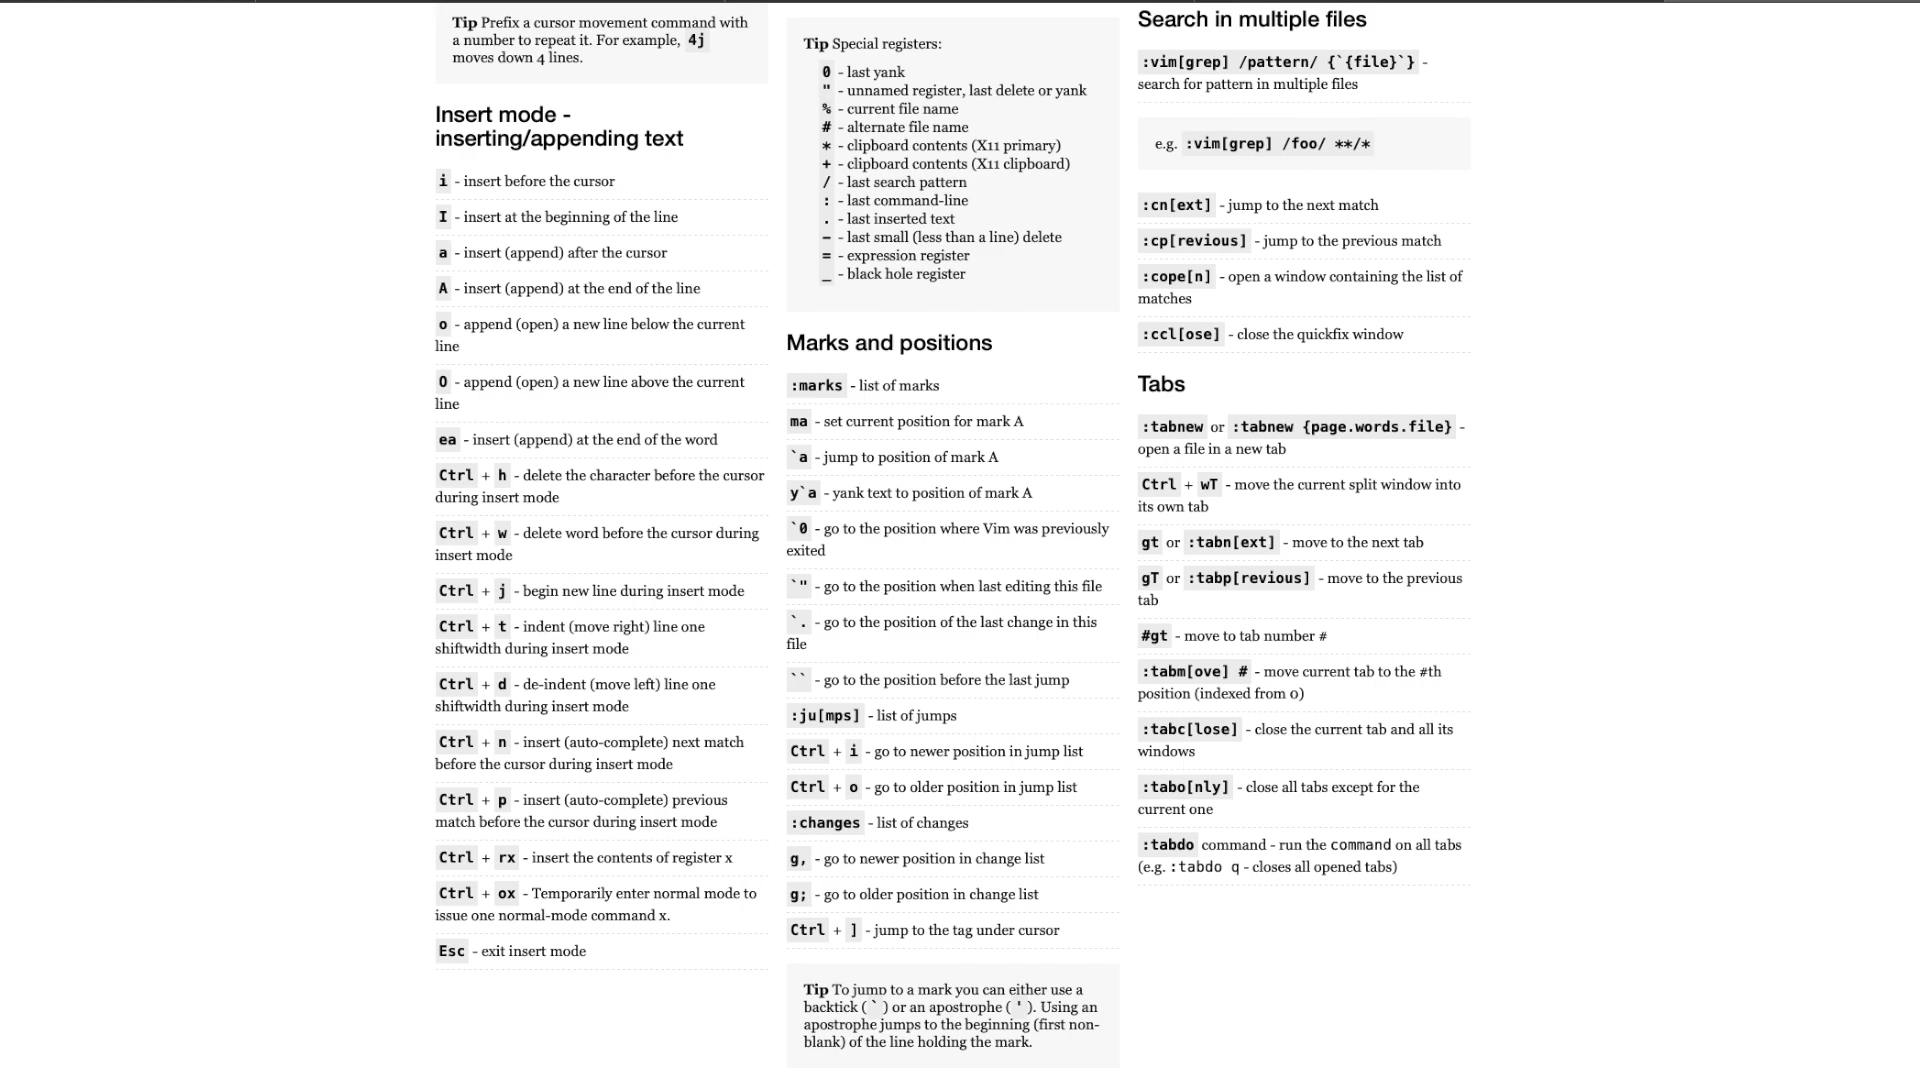 Tip Prefix a cursor movement command with
a number to repeat it. For example, 4j
moves down 4 lines.
Insert mode -
inserting/appending text
i - insert before the cursor
I - insert at the beginning of the line
a - insert (append) after the cursor
A - insert (append) at the end of the line
o - append (open) a new line below the current
line
O - append (open) a new line above the current
line
ea - insert (append) at the end of the word
Ctrl + h - delete the character before the cursor
during insert mode
Ctrl + w - delete word before the cursor during
insert mode
Ctrl + j - begin new line during insert mode
Ctrl + t - indent (move right) line one
shiftwidth during insert mode
Ctrl + d - de-indent (move left) line one
shiftwidth during insert mode
Ctrl + n - insert (auto-complete) next match
before the cursor during insert mode
Ctrl + p - insert (auto-complete) previous
match before the cursor during insert mode
Ctrl + rx - insert the contents of register x
Ctrl + ox - Temporarily enter normal mode to
issue one normal-mode command x.
Esc - exit insert mode
Tip Special registers:
0 - last yank
" - unnamed register, last delete or yank
% - current file name
# - alternate file name
* - clipboard contents (X11 primary)
+ - clipboard contents (X11 clipboard)
/ - last search pattern
: - last command-line
. - last inserted text
- - last small (less than a line) delete
= - expression register
_ - black hole register
Marks and positions
:marks - list of marks
ma - set current position for mark A
`a - jump to position of mark A
y`a - yank text to position of mark A
`0 - go to the position where Vim was previously
exited
`" - go to the position when last editing this file
`. - go to the position of the last change in this
file
`` - go to the position before the last jump
:ju[mps] - list of jumps
Ctrl + i - go to newer position in jump list
Ctrl + o - go to older position in jump list
:changes - list of changes
g, - go to newer position in change list
g; - go to older position in change list
Ctrl + ] - jump to the tag under cursor
Tip To jump to a mark you can either use a
backtick ( ` ) or an apostrophe ( ' ). Using an
apostrophe jumps to the beginning (first non-
blank) of the line holding the mark.
Search in multiple files
:vim[grep] /pattern/ {`{file}`} -
search for pattern in multiple files
e.g. :vim[grep] /foo/ **/*
:cn[ext] - jump to the next match
:cp[revious] - jump to the previous match
:cope[n] - open a window containing the list of
matches
:ccl[ose] - close the quickfix window
Tabs
:tabnew or :tabnew {page.words.file} -
open a file in a new tab
Ctrl + wT - move the current split window into
its own tab
gt or :tabn[ext] - move to the next tab
gT or :tabp[revious] - move to the previous
tab
#gt - move to tab number #
:tabm[ove] # - move current tab to the #th
position (indexed from 0)
:tabc[lose] - close the current tab and all its
windows
:tabo[nly] - close all tabs except for the
current one
:tabdo command - run the command on all tabs
(e.g. :tabdo q - closes all opened tabs)